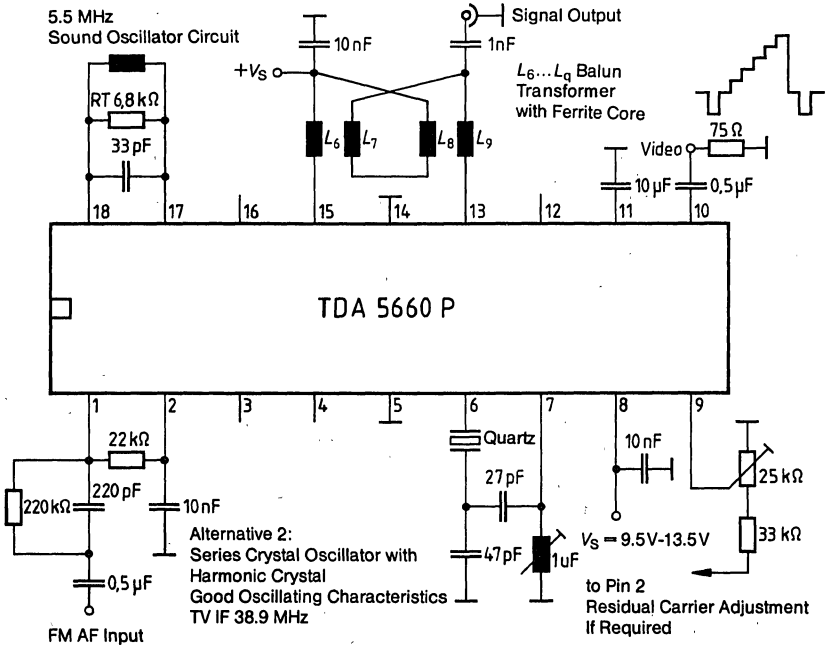 5.5 MHz
Sound Oscillator Circuit
RT 6,8 kΩ
33 pF
10 nF
+VS
L6
L7
L8
L9
Signal Output
1nF
L6...Lq Balun
Transformer
with Ferrite Core
75 Ω
Video
10 µF
0,5 µF
18
17
16
15
14
13
12
11
10
TDA 5660 P
1
2
3
4
5
6
7
8
9
22 kΩ
220 kΩ
220 pF
10 nF
0,5 µF
FM AF Input
Alternative 2:
Series Crystal Oscillator with
Harmonic Crystal
Good Oscillating Characteristics
TV IF 38.9 MHz
Quartz
27 pF
47 pF
1uF
10 nF
VS = 9.5V-13.5V
25 kΩ
33 kΩ
to Pin 2
Residual Carrier Adjustment
If Required